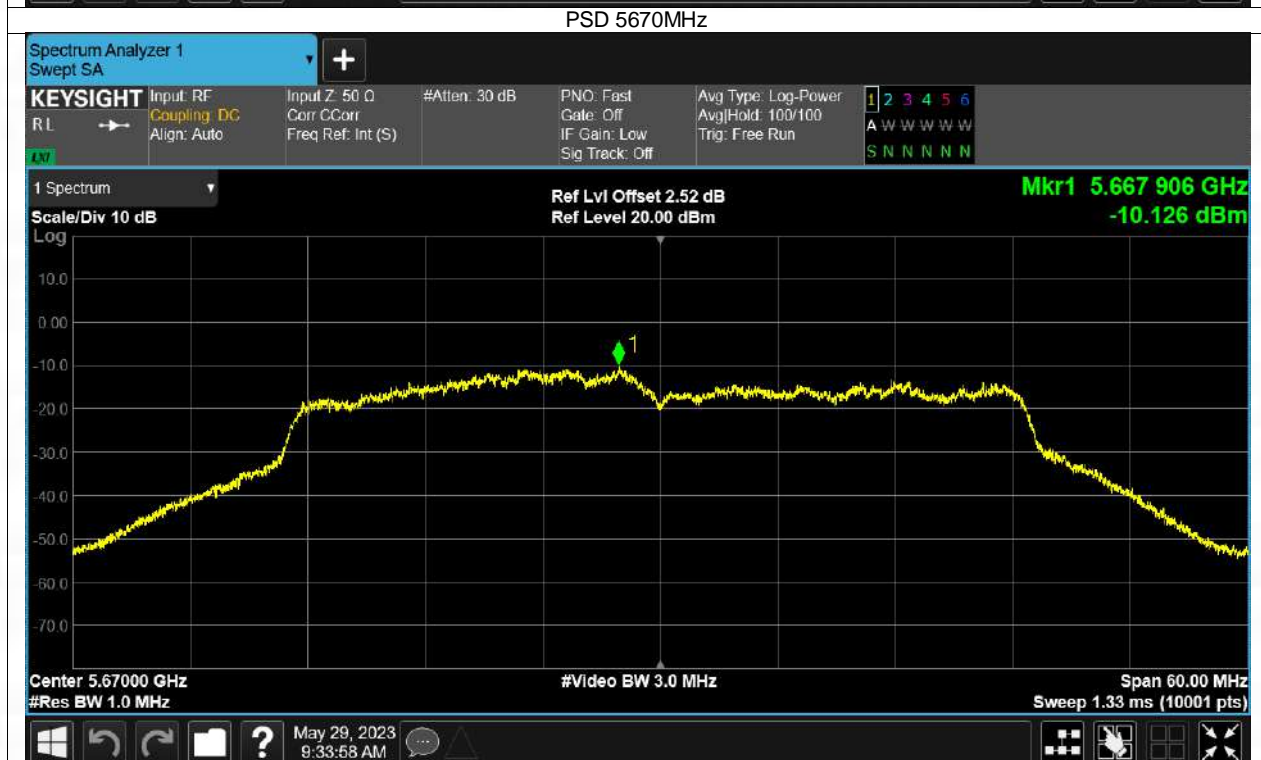 PSD 5670MHz
Spectrum Analyzer 1
Swept SA
+
KEYSIGHT
RL
LXI
Input: RF
Coupling: DC
Align: Auto
Input Z: 50 Ω
Corr CCorr
Freq Ref: Int (S)
#Atten: 30 dB
PNO: Fast
Gate: Off
IF Gain: Low
Sig Track: Off
Avg Type: Log-Power
Avg|Hold: 100/100
Trig: Free Run
1 2 3 4 5 6
A W W W W W
S N N N N N
1 Spectrum
Scale/Div 10 dB
Log
Ref Lvl Offset 2.52 dB
Ref Level 20.00 dBm
Mkr1 5.667 906 GHz
-10.126 dBm
10.0
0.00
-10.0
-20.0
-30.0
-40.0
-50.0
-60.0
-70.0
1
Center 5.67000 GHz
#Res BW 1.0 MHz
#Video BW 3.0 MHz
Span 60.00 MHz
Sweep 1.33 ms (10001 pts)
?
May 29, 2023
9:33:58 AM